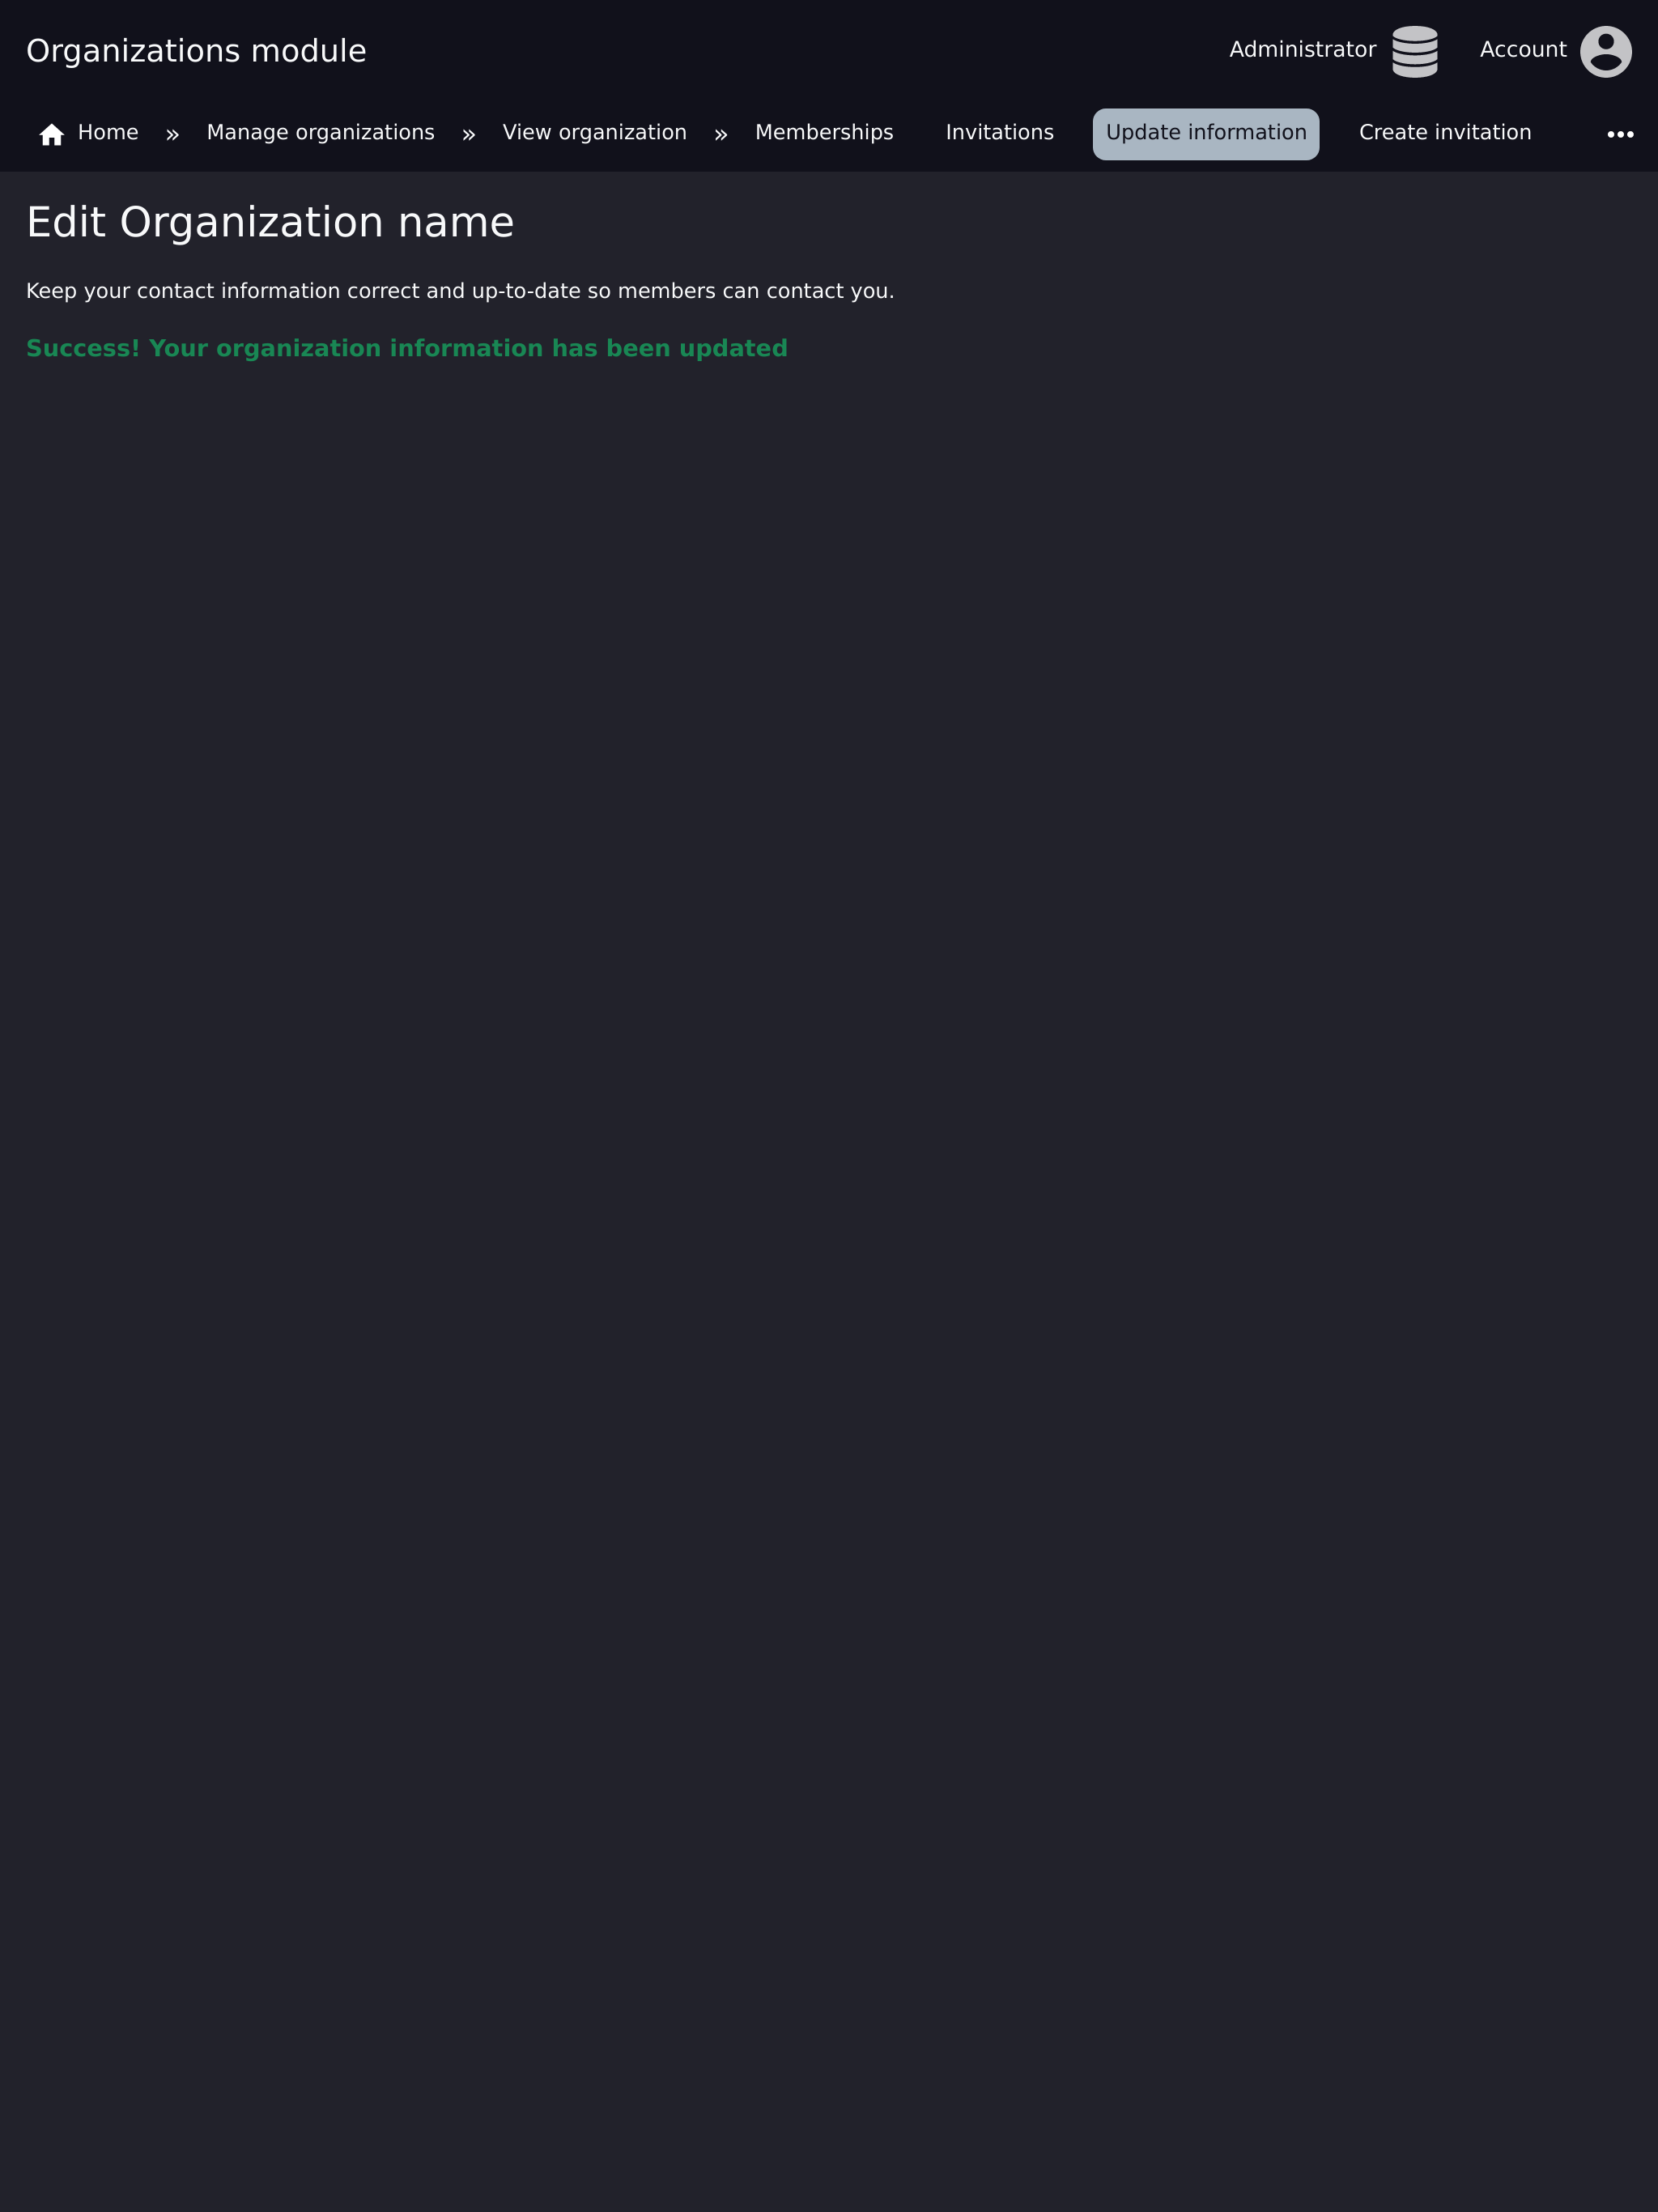 Organizations module
Administrator
Account
Home » Manage organizations » View organization » Memberships Invitations Update information Create invitation
Edit Organization name
Keep your contact information correct and up-to-date so members can contact you.
Success! Your organization information has been updated